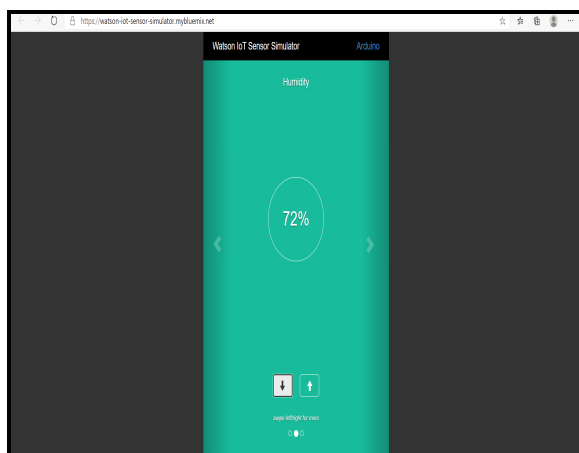 https://watson-iot-sensor-simulator.mybluemix.net
Watson IoT Sensor Simulator Arduino
Humidity
72%
swipe left/right for more